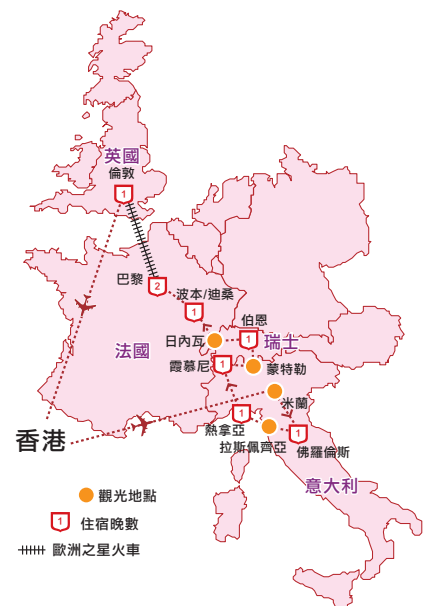 英國
倫敦
1
巴黎
2
波本/迪桑
1
伯恩
1
日內瓦
瑞士
法國
霞慕尼
1
蒙特勒
米蘭
香港
1
熱拿亞
拉斯佩齊亞
1
佛羅倫斯
意大利
觀光地點
1
住宿晚數
歐洲之星火車